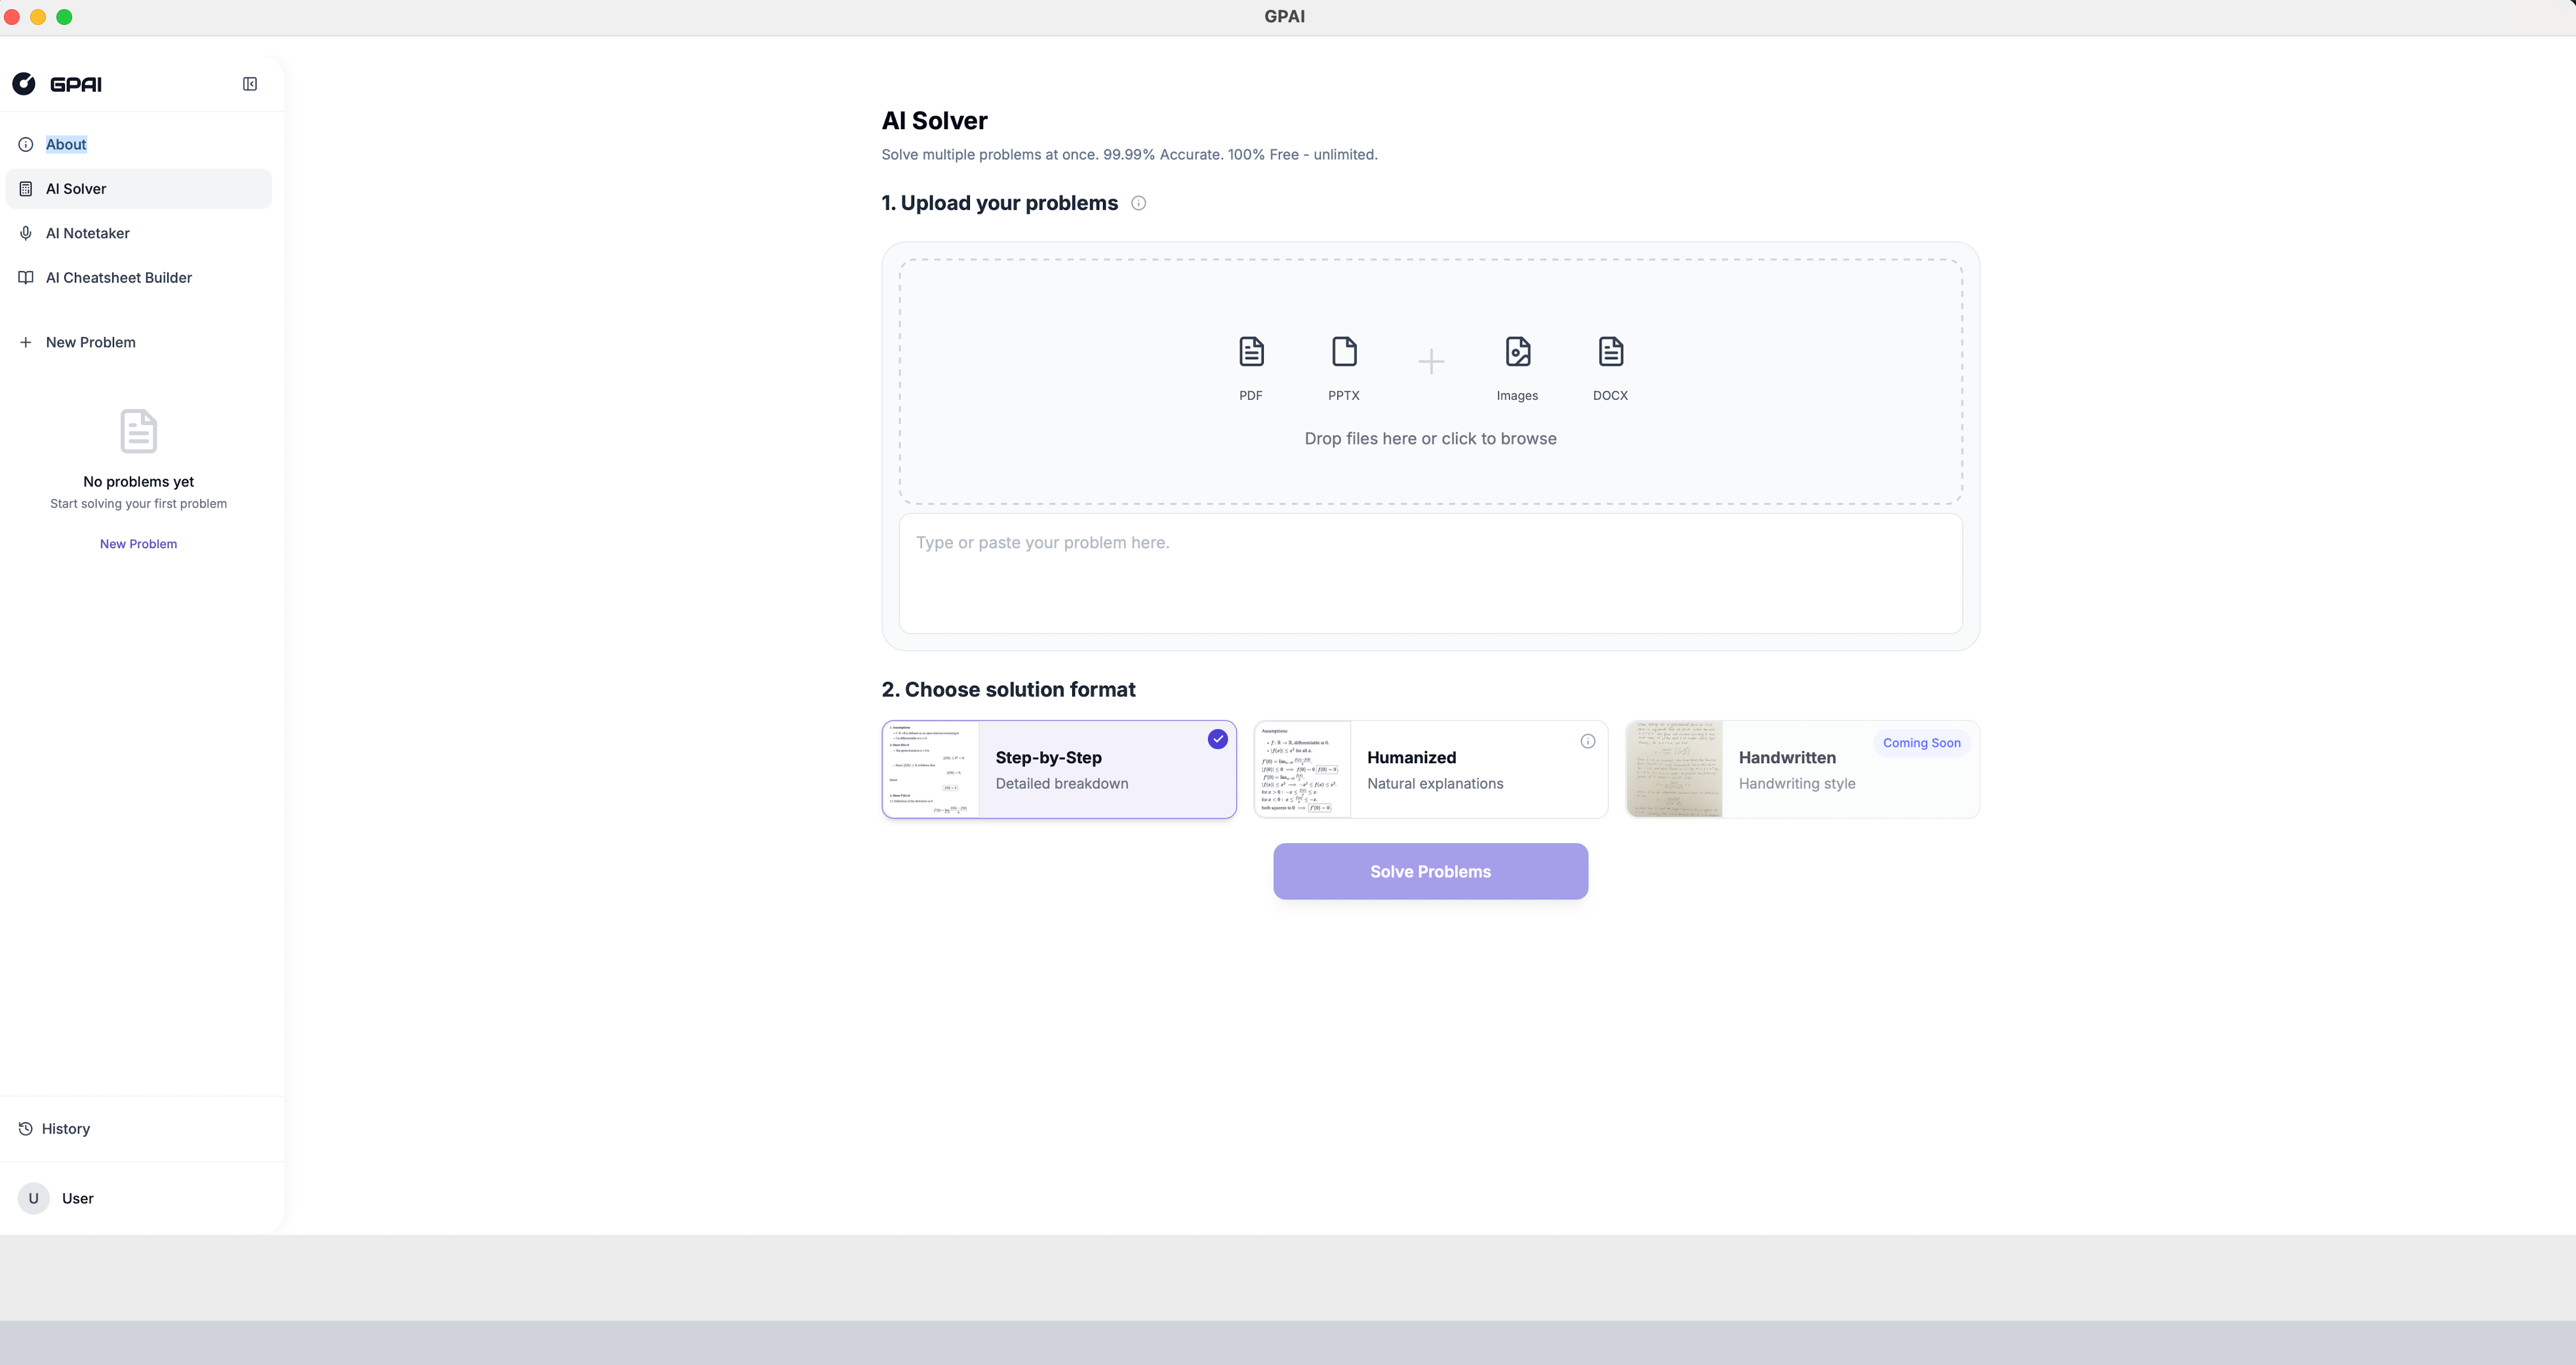 GPAI
GPAI
About
AI Solver
AI Notetaker
AI Cheatsheet Builder
New Problem
No problems yet
Start solving your first problem
New Problem
History
U
User
AI Solver
Solve multiple problems at once. 99.99% Accurate. 100% Free - unlimited.
1. Upload your problems
PDF
PPTX
Images
DOCX
Drop files here or click to browse
Type or paste your problem here.
2. Choose solution format
Step-by-Step
Detailed breakdown
Humanized
Natural explanations
Coming Soon
Handwritten
Handwriting style
Solve Problems